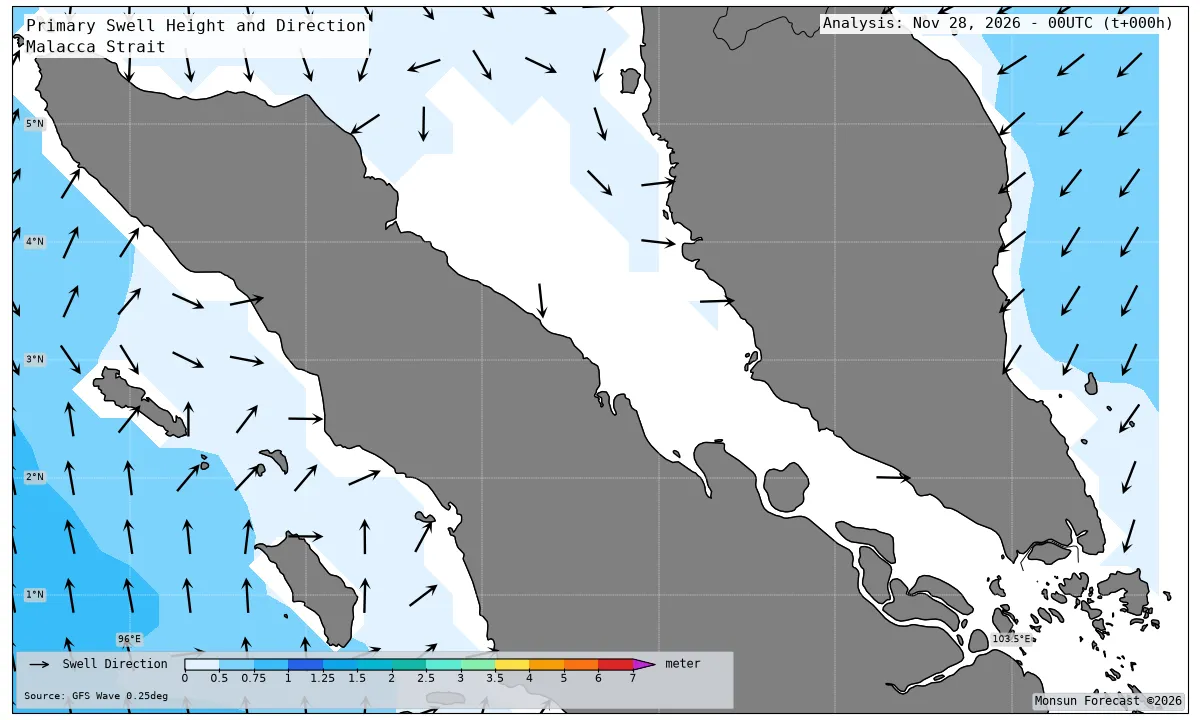 Primary Swell Height and Direction
Malacca Strait
Analysis: Nov 28, 2026 - 00UTC (t+000h)
5°N
4°N
3°N
2°N
1°N
96°E
103.5°E
Swell Direction
0 0.5 0.75 1 1.25 1.5 2 2.5 3 3.5 4 5 6 7
meter
Source: GFS Wave 0.25deg
Monsun Forecast ©2026